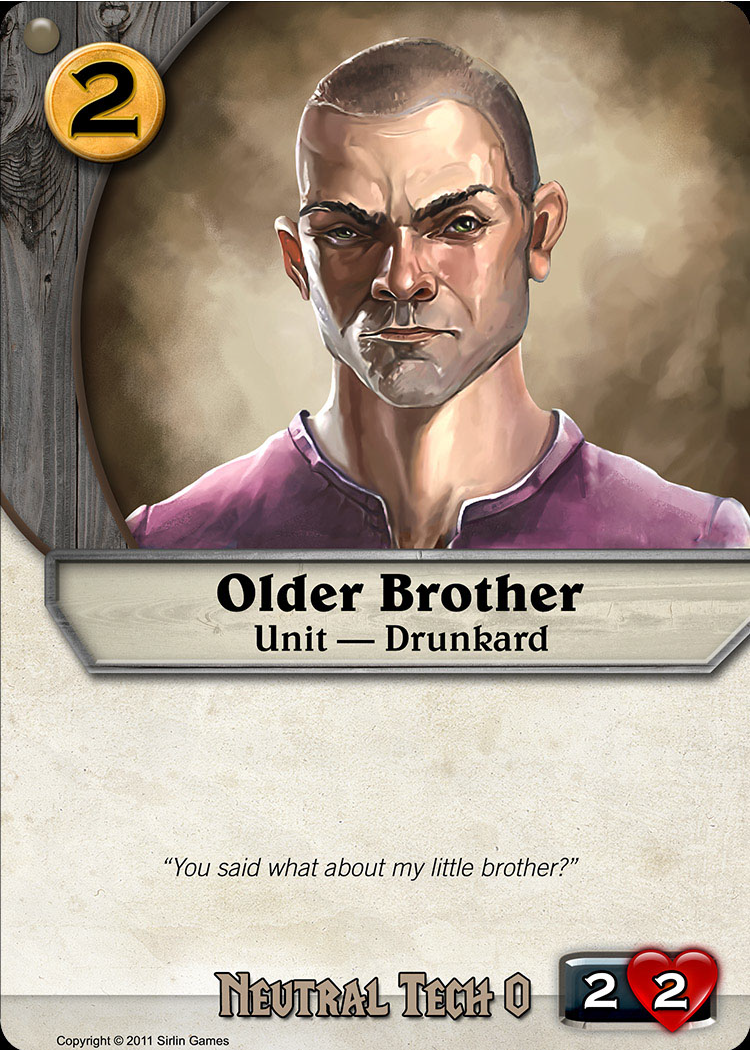 2
Older Brother
Unit — Drunkard
“You said what about my little brother?”
Neutral Tech 0
2 2
Copyright © 2011 Sirlin Games